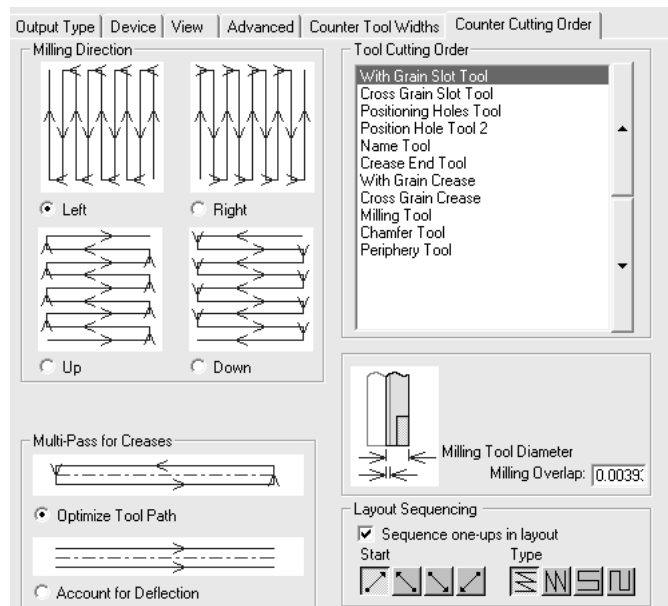 Output Type | Device | View | Advanced | Counter Tool Widths | Counter Cutting Order
Milling Direction
Left
Right
Up
Down
Multi-Pass for Creases
Optimize Tool Path
Account for Deflection
Tool Cutting Order
With Grain Slot Tool
Cross Grain Slot Tool
Positioning Holes Tool
Position Hole Tool 2
Name Tool
Crease End Tool
With Grain Crease
Cross Grain Crease
Milling Tool
Chamfer Tool
Periphery Tool
Milling Tool Diameter
Milling Overlap: 0.00393
Layout Sequencing
Sequence one-ups in layout
Start Type